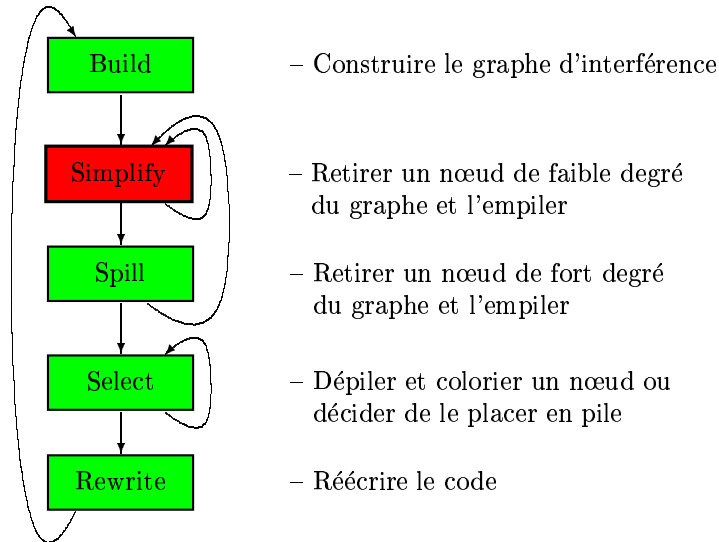 Build – Construire le graphe d'interférence
Simplify – Retirer un nœud de faible degré
du graphe et l'empiler
Spill – Retirer un nœud de fort degré
du graphe et l'empiler
Select – Dépiler et colorier un nœud ou
décider de le placer en pile
Rewrite – Réécrire le code